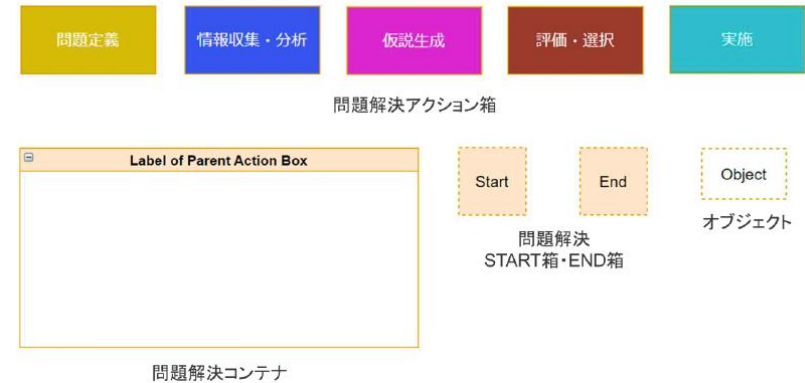 問題定義
情報収集・分析
仮説生成
評価・選択
実施
問題解決アクション箱
Label of Parent Action Box
Start
End
Object
オブジェクト
問題解決
START箱・END箱
問題解決コンテナ